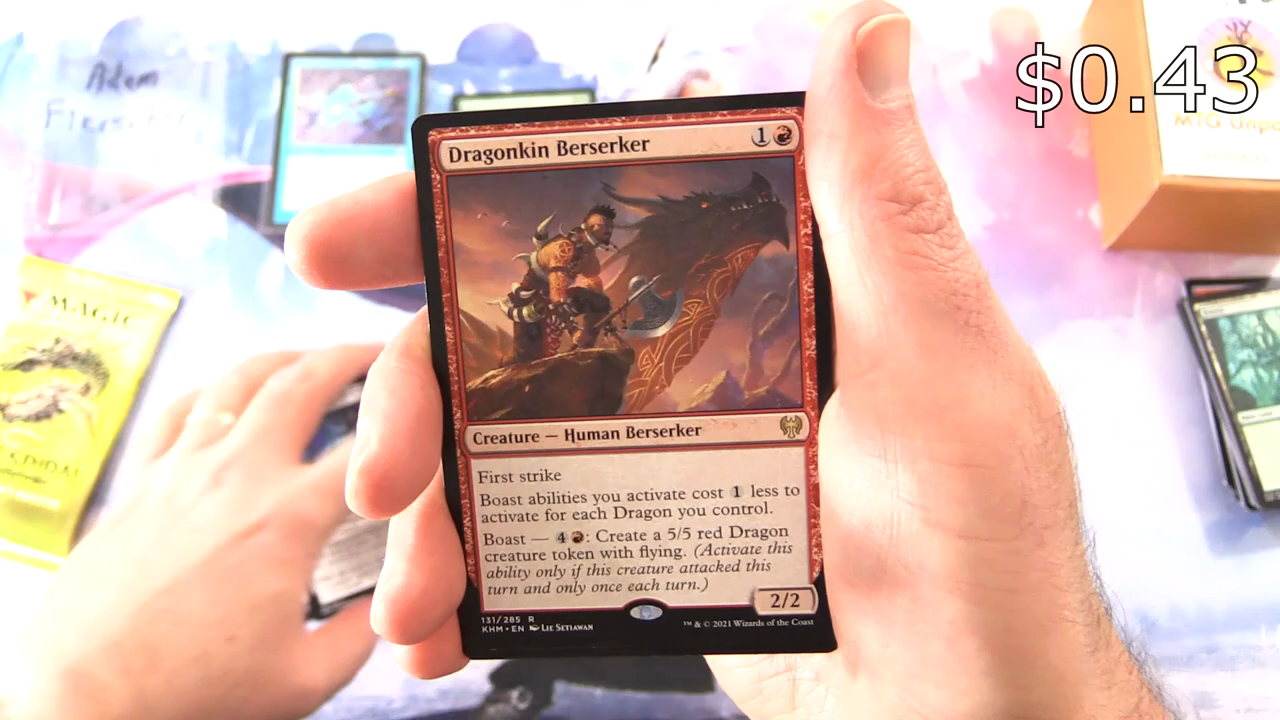 $0.43
Adam
MTG Unp
MAGIC
Dragonkin Berserker 1
Creature — Human Berserker
First strike
Boast abilities you activate cost 1 less to
activate for each Dragon you control.
Boast — 4 : Create a 5/5 red Dragon
creature token with flying. (Activate this
ability only if this creature attacked this
turn and only once each turn.)
2/2
131/285 R
KHM • EN Lie Setiawan
™ & © 2021 Wizards of the Coast